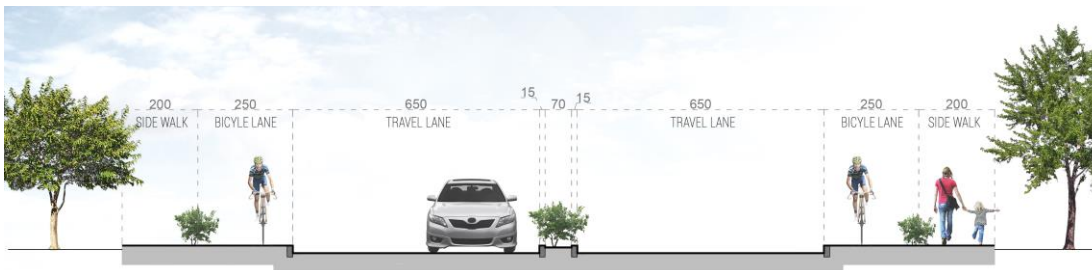 200 250 650 15 70 15 650 250 200
SIDE WALK BICYLE LANE TRAVEL LANE TRAVEL LANE BICYLE LANE SIDE WALK